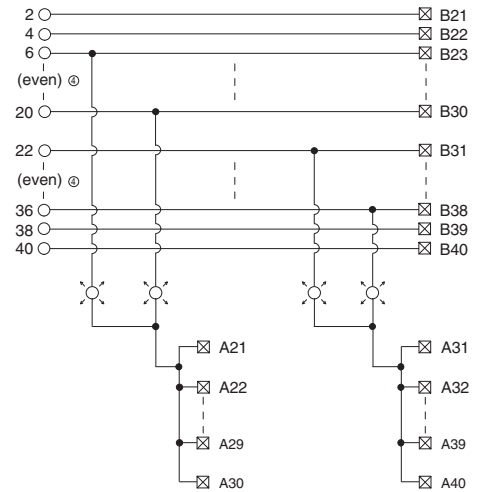 2 B21
4 B22
6 B23
(even) ④
20 B30
22 B31
(even) ④
36 B38
38 B39
40 B40
A21 A31
A22 A32
A29 A39
A30 A40